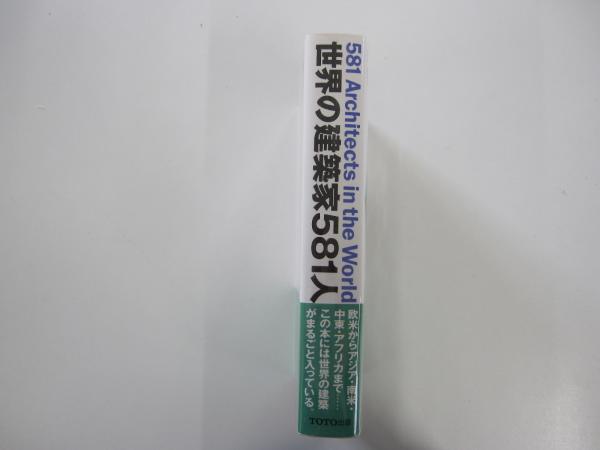 581 Architects in the World
世界の建築家581人
欧米からアジア・南米・
中東・アフリカまで……
この本には世界の建築
がまるごと入っている。
TOTO出版